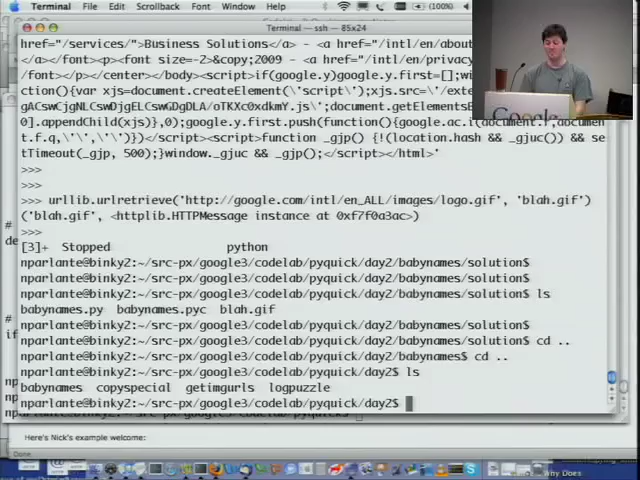 Terminal File Edit Scrollback Font Window Help (100%)
Terminal — ssh — 85x24
href="/services/">Business Solutions</a> - <a href="/intl/en/about
</a></font><p><font size=-2>&copy;2009 - <a href="/intl/en/privacy
/font></p></center></body><script>if(google.y)google.y.first=[];wi
ction(){var xjs=document.createElement('script');xjs.src='/exte
document.getElementsB
0].appendChild(xjs)},0);google.y.first.push(function(){google.ac.i(document.f,document
.f.q,\'\',\'\')})</script><script>function _gjp() {!(location.hash && _gjuc()) && se
tTimeout(_gjp, 500);}window._gjuc && _gjp();</script></html>'
>>>
>>>
>>> urllib.urlretrieve('http://google.com/intl/en_ALL/images/logo.gif', 'blah.gif')
('blah.gif', <httplib.HTTPMessage instance at 0xf7f0a3ac>)
>>>
[3]+ Stopped python
nparlante@binky2:~/src-px/google3/codelab/pyquick/day2/babynames/solution$
nparlante@binky2:~/src-px/google3/codelab/pyquick/day2/babynames/solution$
nparlante@binky2:~/src-px/google3/codelab/pyquick/day2/babynames/solution$ ls
babynames.py babynames.pyc blah.gif
nparlante@binky2:~/src-px/google3/codelab/pyquick/day2/babynames/solution$
nparlante@binky2:~/src-px/google3/codelab/pyquick/day2/babynames/solution$ cd ..
nparlante@binky2:~/src-px/google3/codelab/pyquick/day2/babynames$ cd ..
nparlante@binky2:~/src-px/google3/codelab/pyquick/day2$ ls
babynames copyspecial getimgurls logpuzzle
nparlante@binky2:~/src-px/google3/codelab/pyquick/day2$
Here's Nick's example welcome:
Done
Why Does
Google